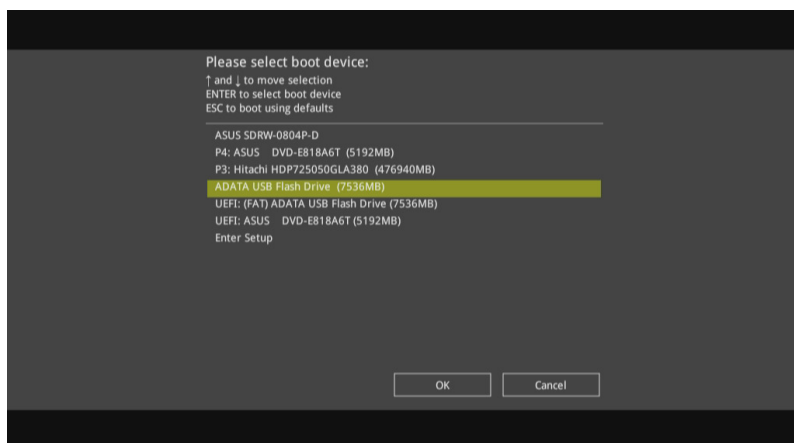 Please select boot device:
↑ and ↓ to move selection
ENTER to select boot device
ESC to boot using defaults
ASUS SDRW-0804P-D
P4: ASUS DVD-E818A6T (5192MB)
P3: Hitachi HDP725050GLA380 (476940MB)
ADATA USB Flash Drive (7536MB)
UEFI: (FAT) ADATA USB Flash Drive (7536MB)
UEFI: ASUS DVD-E818A6T (5192MB)
Enter Setup
OK Cancel